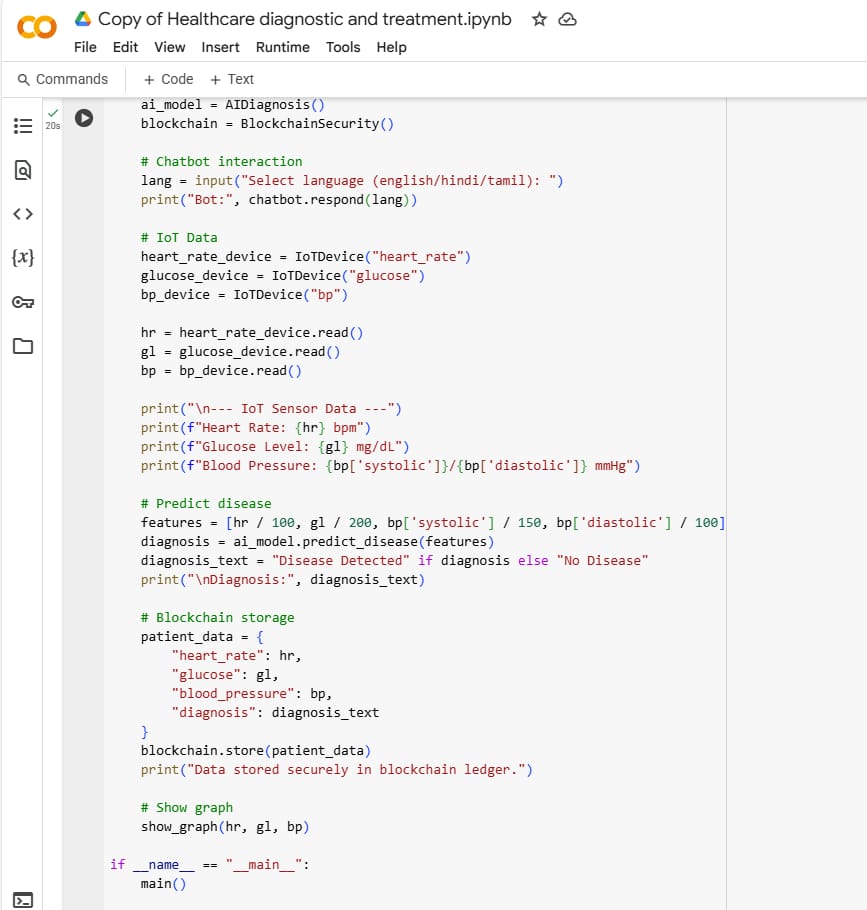 Copy of Healthcare diagnostic and treatment.ipynb
File Edit View Insert Runtime Tools Help
Commands + Code + Text
20s
ai_model = AIDiagnosis()
blockchain = BlockchainSecurity()
# Chatbot interaction
lang = input("Select language (english/hindi/tamil): ")
print("Bot:", chatbot.respond(lang))
# IoT Data
heart_rate_device = IoTDevice("heart_rate")
glucose_device = IoTDevice("glucose")
bp_device = IoTDevice("bp")
hr = heart_rate_device.read()
gl = glucose_device.read()
bp = bp_device.read()
print("\n--- IoT Sensor Data ---")
print(f"Heart Rate: {hr} bpm")
print(f"Glucose Level: {gl} mg/dL")
print(f"Blood Pressure: {bp['systolic']}/{bp['diastolic']} mmHg")
# Predict disease
features = [hr / 100, gl / 200, bp['systolic'] / 150, bp['diastolic'] / 100]
diagnosis = ai_model.predict_disease(features)
diagnosis_text = "Disease Detected" if diagnosis else "No Disease"
print("\nDiagnosis:", diagnosis_text)
# Blockchain storage
patient_data = {
"heart_rate": hr,
"glucose": gl,
"blood_pressure": bp,
"diagnosis": diagnosis_text
}
blockchain.store(patient_data)
print("Data stored securely in blockchain ledger.")
# Show graph
show_graph(hr, gl, bp)
if __name__ == "__main__":
main()